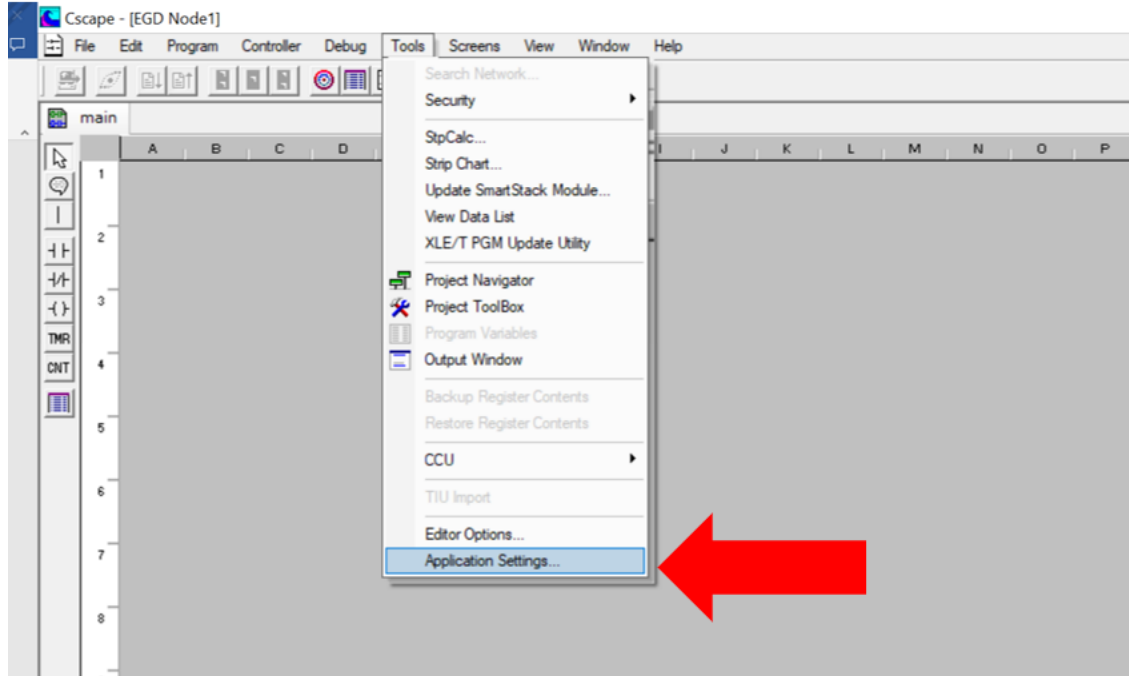 Cscape - [EGD Node1]
File Edit Program Controller Debug Tools Screens View Window Help
main
A B C D I J K L M N O P
1
2
3
4
5
6
7
8
TMR
CNT
Search Network...
Security
StpCalc...
Strip Chart...
Update SmartStack Module...
View Data List
XLE/T PGM Update Utility
Project Navigator
Project ToolBox
Program Variables
Output Window
Backup Register Contents
Restore Register Contents
CCU
TIU Import
Editor Options...
Application Settings...